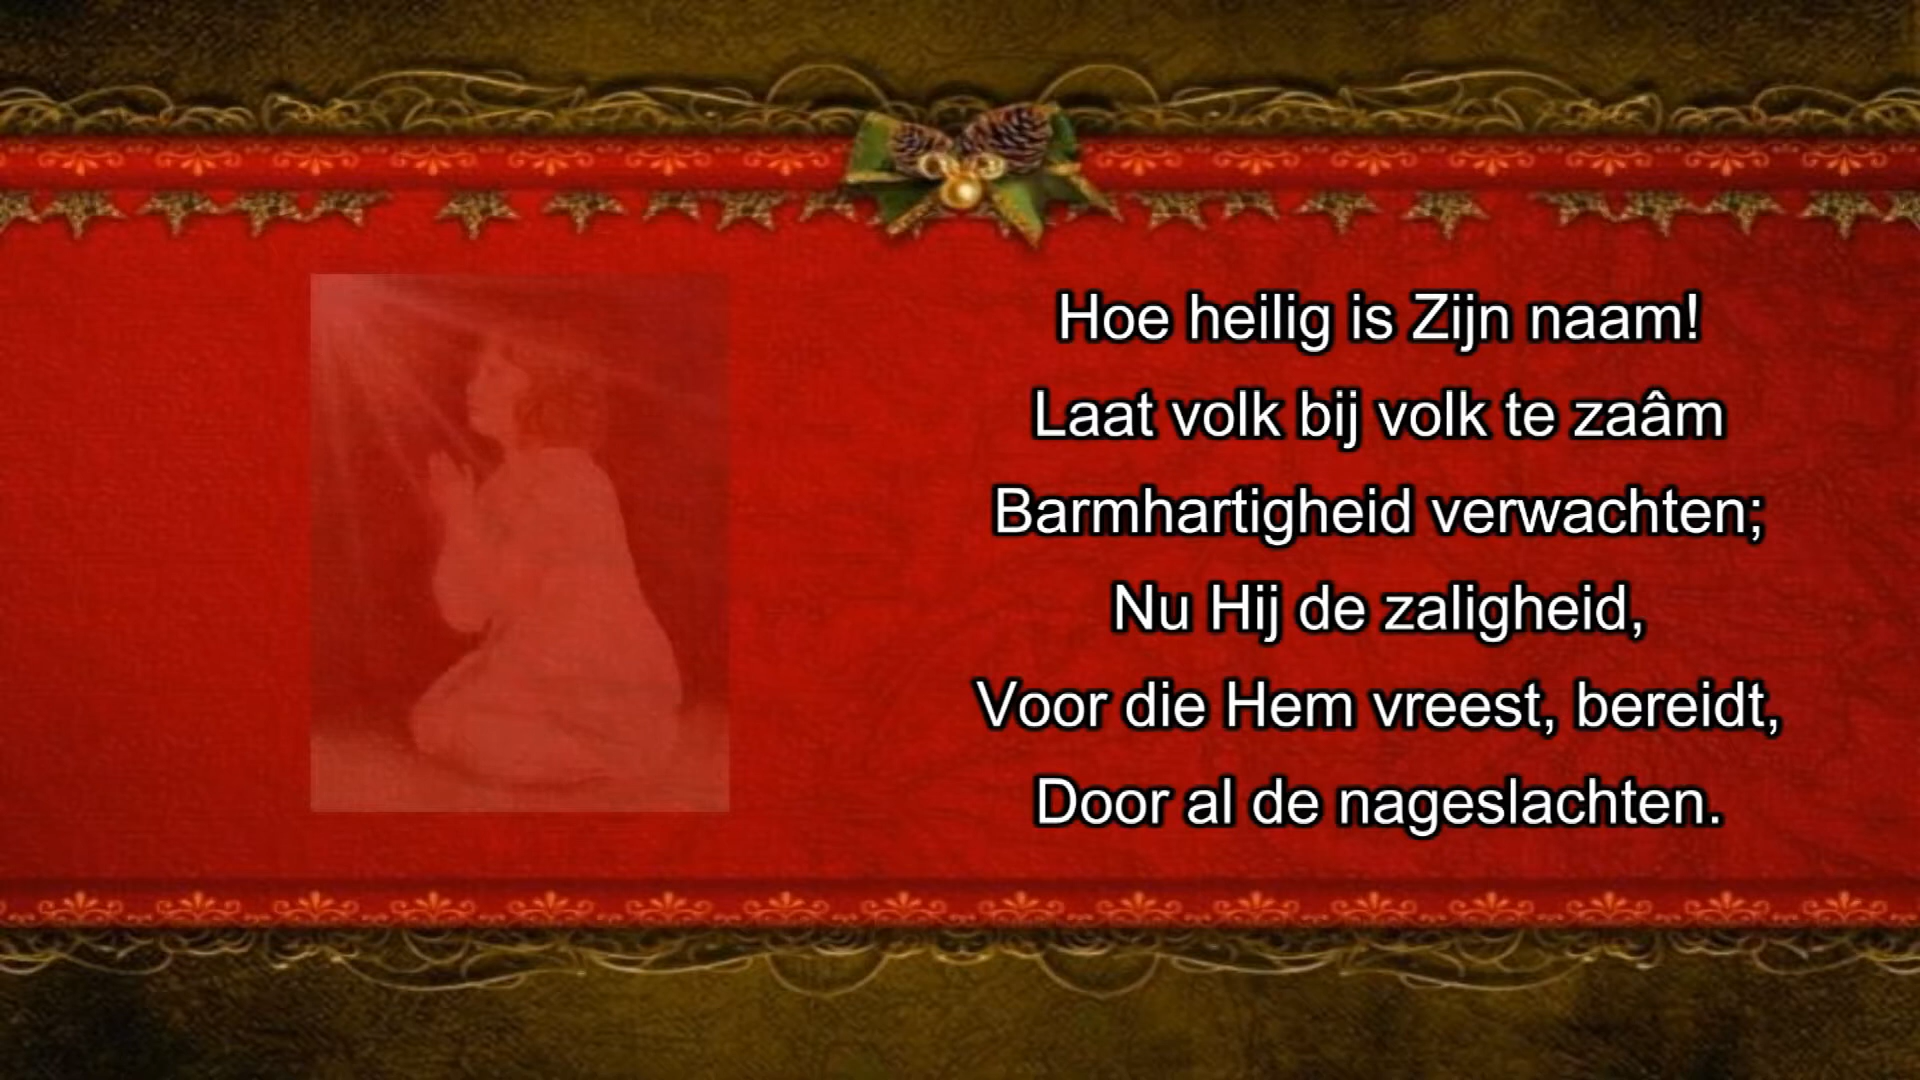 Hoe heilig is Zijn naam!
Laat volk bij volk te zaâm
Barmhartigheid verwachten;
Nu Hij de zaligheid,
Voor die Hem vreest, bereidt,
Door al de nageslachten.